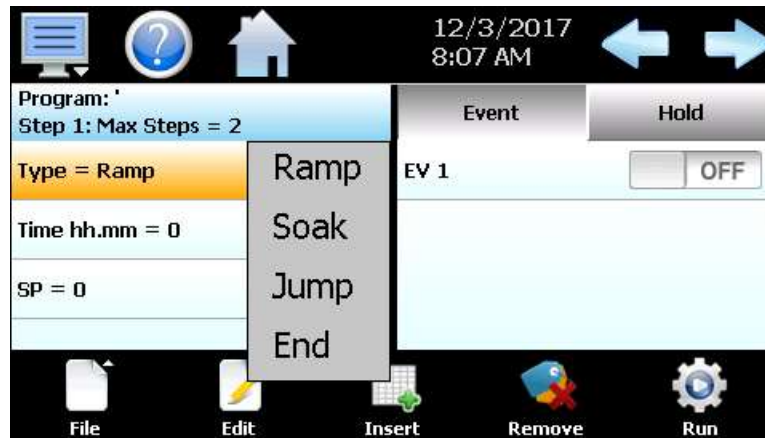 ?
12/3/2017
8:07 AM
Program: '
Step 1: Max Steps = 2
Event
Hold
Type = Ramp
Ramp
EV 1
OFF
Time hh.mm = 0
Soak
SP = 0
Jump
End
File
Edit
Insert
Remove
Run